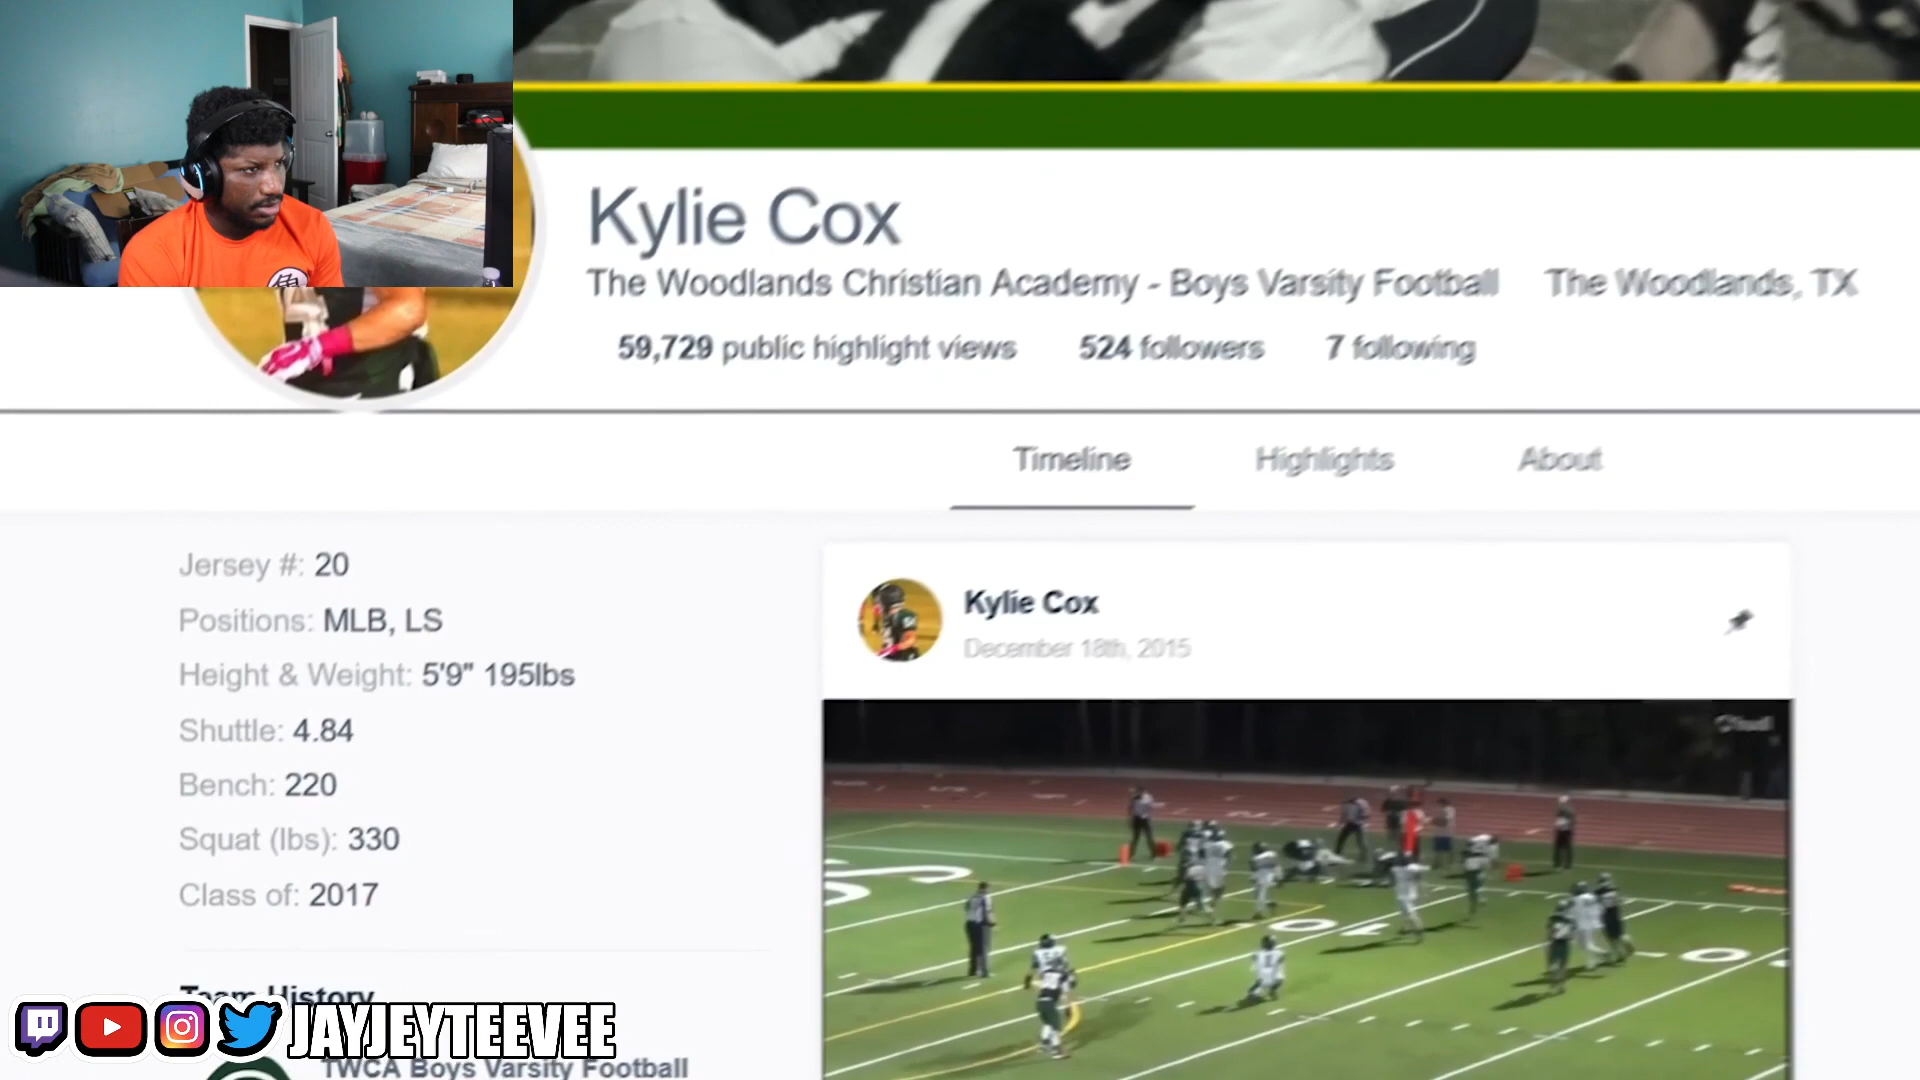 Kylie Cox
The Woodlands Christian Academy - Boys Varsity Football The Woodlands, TX
59,729 public highlight views 524 followers 7 following
Timeline Highlights About
Jersey #: 20
Positions: MLB, LS
Height & Weight: 5'9" 195lbs
Shuttle: 4.84
Bench: 220
Squat (lbs): 330
Class of: 2017
Team History
TWCA Boys Varsity Football
Kylie Cox
December 18th, 2015
JAYJEYTEEVEE